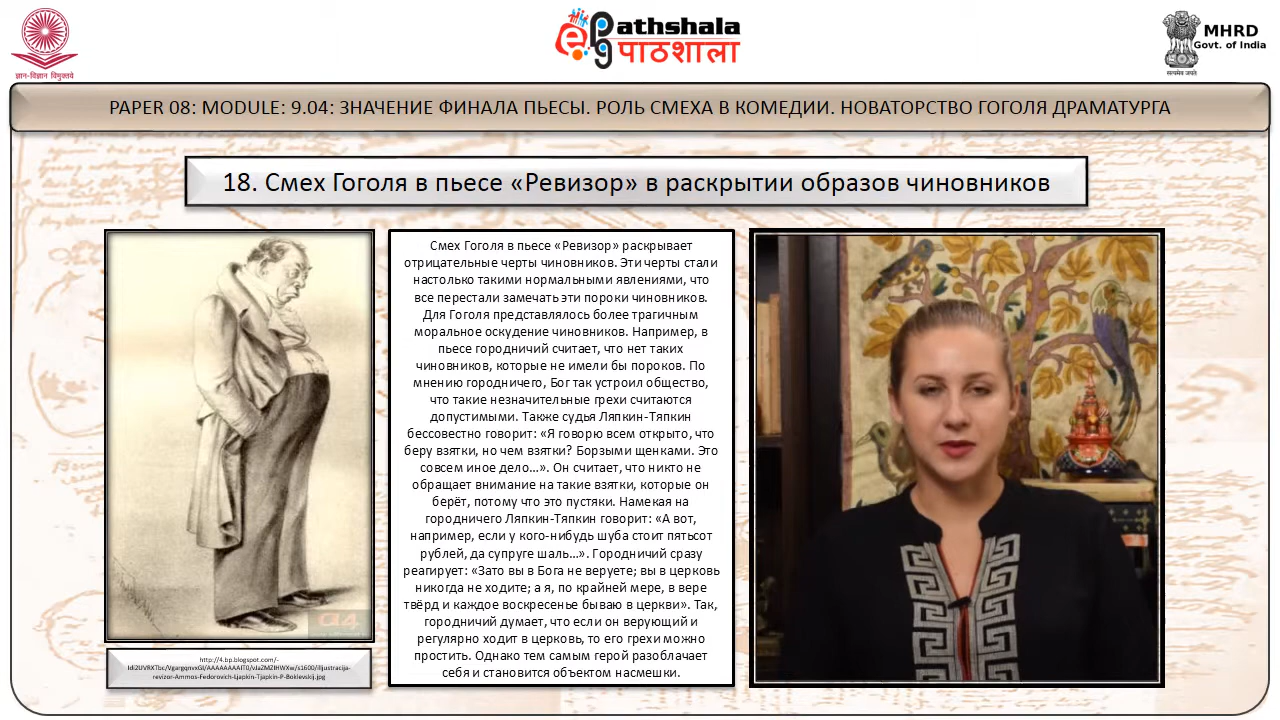 ज्ञान-विज्ञान विमुक्तये
ePathshala
पाठशाला
MHRD
Govt. of India
सत्यमेव जयते
PAPER 08: MODULE: 9.04: ЗНАЧЕНИЕ ФИНАЛА ПЬЕСЫ. РОЛЬ СМЕХА В КОМЕДИИ. НОВАТОРСТВО ГОГОЛЯ ДРАМАТУРГА
18. Смех Гоголя в пьесе «Ревизор» в раскрытии образов чиновников
Смех Гоголя в пьесе «Ревизор» раскрывает
отрицательные черты чиновников. Эти черты стали
настолько такими нормальными явлениями, что
все перестали замечать эти пороки чиновников.
Для Гоголя представлялось более трагичным
моральное оскудение чиновников. Например, в
пьесе городничий считает, что нет таких
чиновников, которые не имели бы пороков. По
мнению городничего, Бог так устроил общество,
что такие незначительные грехи считаются
допустимыми. Также судья Ляпкин-Тяпкин
бессовестно говорит: «Я говорю всем открыто, что
беру взятки, но чем взятки? Борзыми щенками. Это
совсем иное дело…». Он считает, что никто не
обращает внимание на такие взятки, которые он
берёт, потому что это пустяки. Намекая на
городничего Ляпкин-Тяпкин говорит: «А вот,
например, если у кого-нибудь шуба стоит пятьсот
рублей, да супруге шаль…». Городничий сразу
реагирует: «Зато вы в Бога не веруете; вы в церковь
никогда не ходите; а я, по крайней мере, в вере
твёрд и каждое воскресенье бываю в церкви». Так,
городничий думает, что если он верующий и
регулярно ходит в церковь, то его грехи можно
простить. Однако тем самым герой разоблачает
себя и становится объектом насмешки.
http://4.bp.blogspot.com/-
revizor-Ammos-Fedorovich-Ljapkin-Tjapkin-P-Boklevskij.jpg